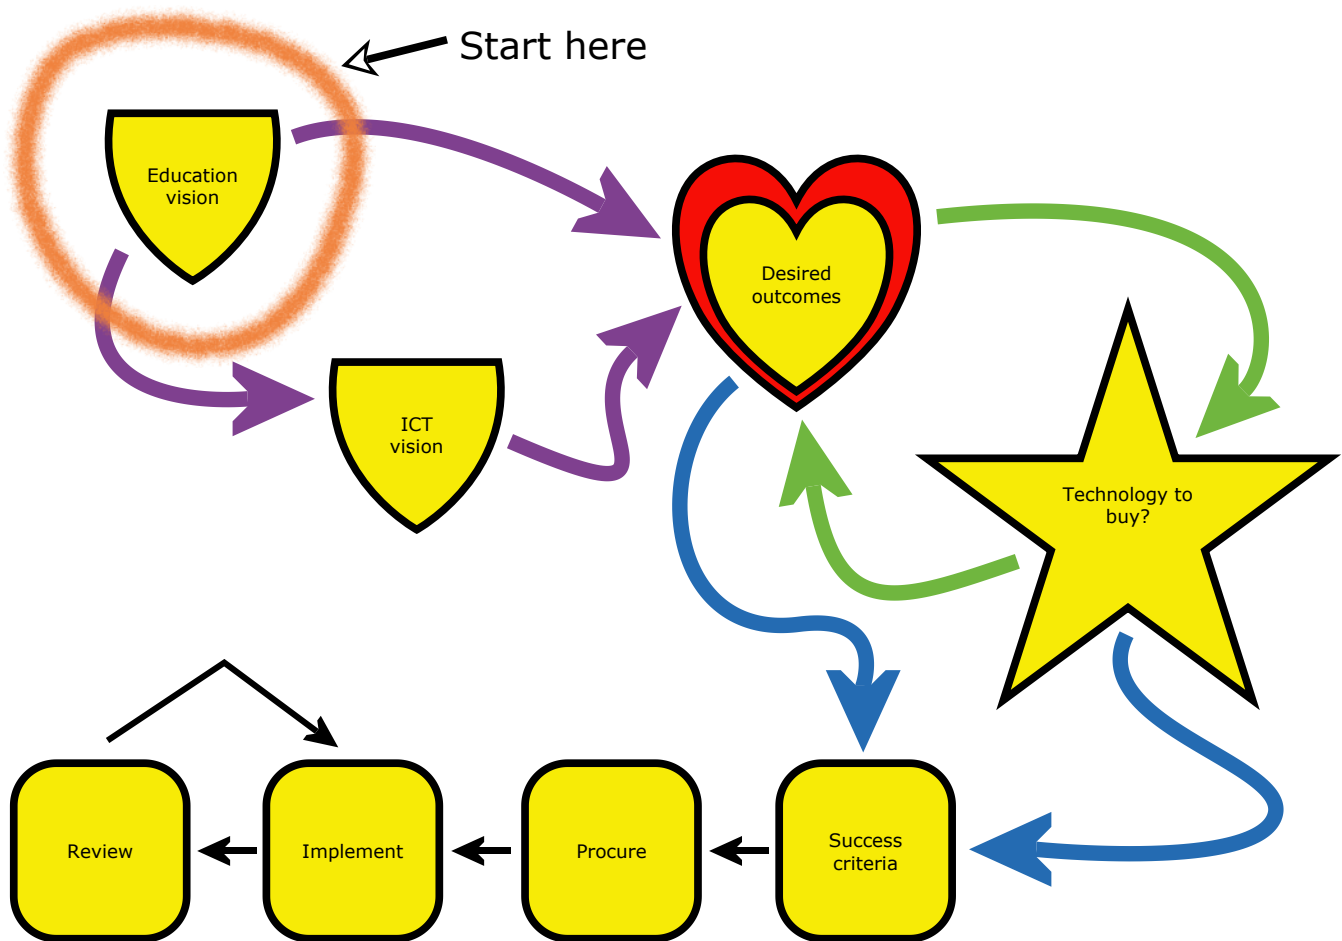 Start here
Education
vision
Desired
outcomes
ICT
vision
Technology to
buy?
Review
Implement
Procure
Success
criteria